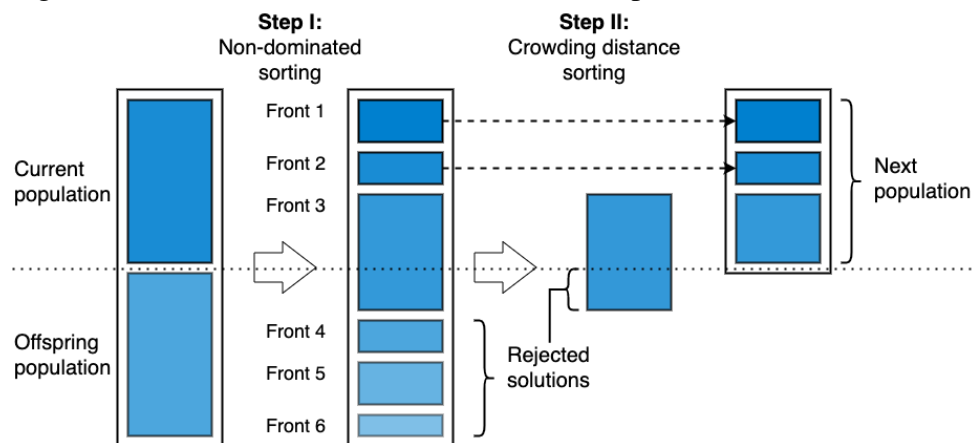 Step I:
Non-dominated
sorting
Step II:
Crowding distance
sorting
Front 1
Front 2
Front 3
Current
population
Next
population
Front 4
Front 5
Front 6
Offspring
population
Rejected
solutions